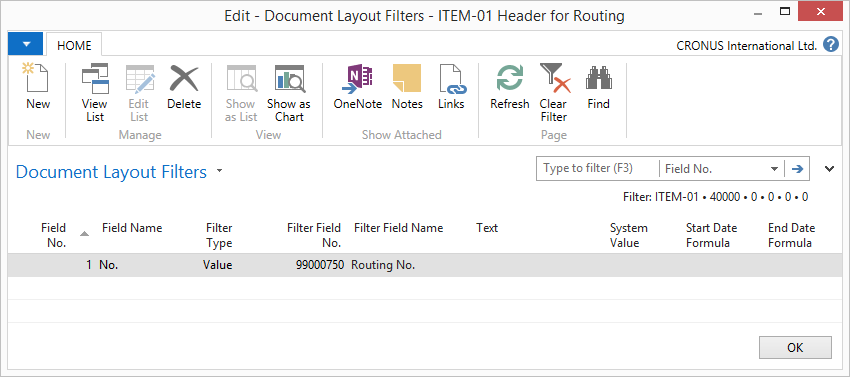 Edit - Document Layout Filters - ITEM-01 Header for Routing
HOME
CRONUS International Ltd.
New
View List
Edit List
Delete
Show as List
Show as Chart
OneNote
Notes
Links
Refresh
Clear Filter
Find
New
Manage
View
Show Attached
Page
Document Layout Filters
Type to filter (F3)
Field No.
Filter: ITEM-01 • 40000 • 0 • 0 • 0 • 0
Field No.
Field Name
Filter Type
Filter Field No.
Filter Field Name
Text
System Value
Start Date Formula
End Date Formula
1 No. Value 99000750 Routing No.
OK